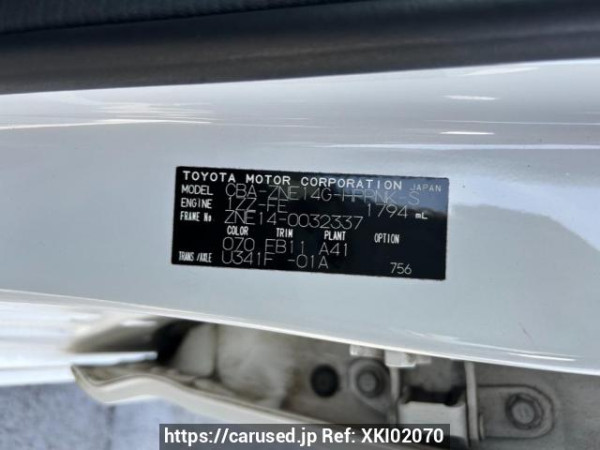 TOYOTA MOTOR CORPORATION JAPAN
MODEL CBA-ZNE14G-HPPNK-S
ENGINE 1ZZ-FE 1794 mL
FRAME No ZNE14-0032337
COLOR TRIM PLANT OPTION
070 EB11 A41
TRANS/AXLE U341F -01A 756
https://carused.jp Ref: XKI02070